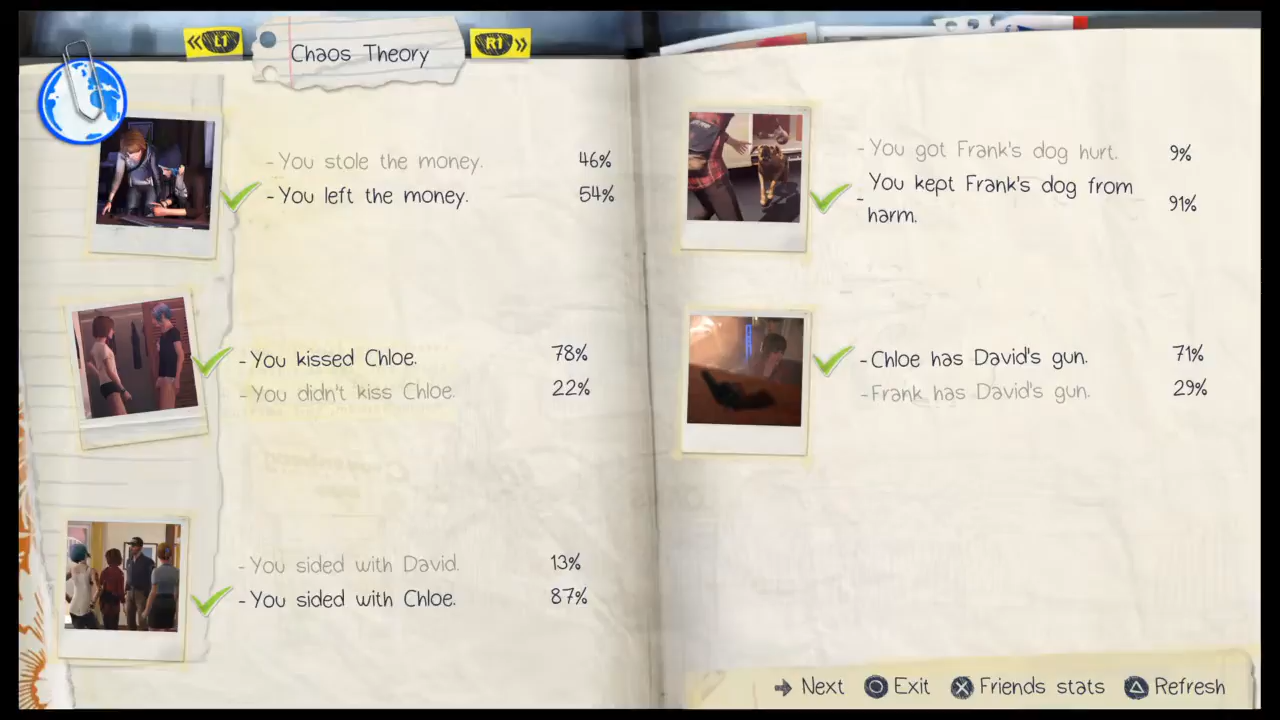 «L1
Chaos Theory
R1»
- You stole the money. 46%
- You left the money. 54%
- You kissed Chloe. 78%
- You didn't kiss Chloe. 22%
- You sided with David. 13%
- You sided with Chloe. 87%
- You got Frank's dog hurt. 9%
- You kept Frank's dog from
harm. 91%
- Chloe has David's gun. 71%
- Frank has David's gun. 29%
Next Exit Friends stats Refresh